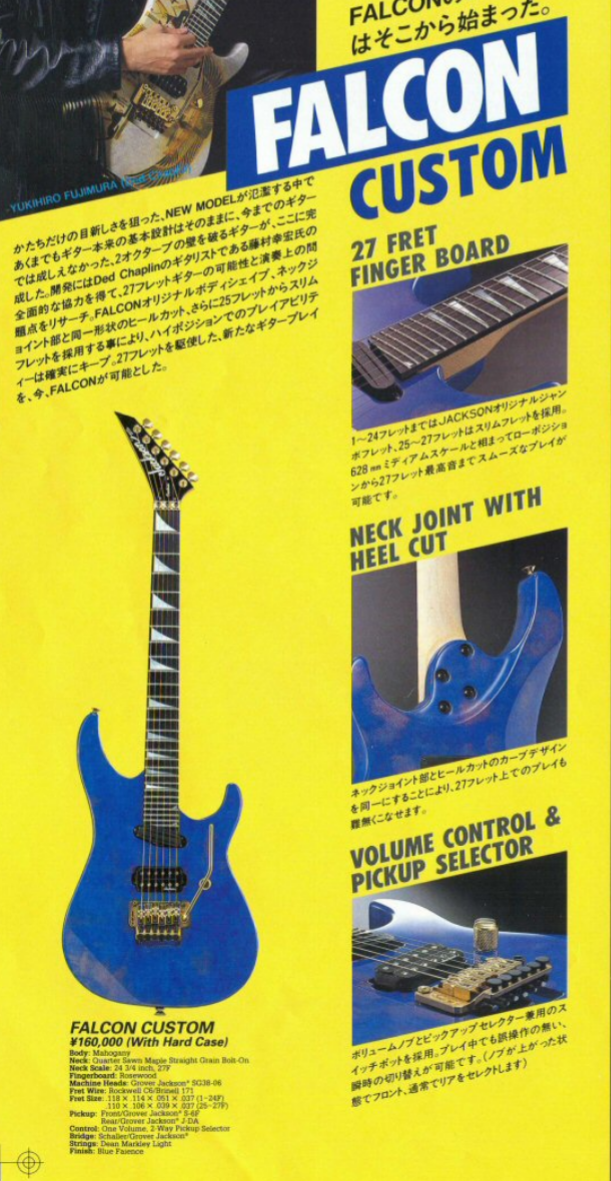 FALCONの
はそこから始まった。
FALCON
CUSTOM
YUKIHIRO FUJIMURA (Ded Chaplin)
かたちだけの目新しさを狙った、NEW MODELが氾濫する中で
あくまでもギター本来の基本設計はそのままに、今までのギター
では成しえなかった、2オクターブの壁を破るギターが、ここに完
成した。開発にはDed Chaplinのギタリストである藤村幸宏氏の
全面的な協力を得て、27フレットギターの可能性と演奏上の問
題点をリサーチ。FALCONオリジナルボディシェイプ、ネックジ
ョイント部と同一形状のヒールカット、さらに25フレットからスリム
フレットを採用する事により、ハイポジションでのプレイアビリテ
ィーは確実にキープ。27フレットを駆使した、新たなギタープレイ
を、今、FALCONが可能とした。
27 FRET
FINGER BOARD
1〜24フレットまではJACKSONオリジナルジャン
ボフレット、25〜27フレットはスリムフレットを採用。
628㎜ミディアムスケールと相まってローポジショ
ンから27フレット最高音までスムーズなプレイが
可能です。
NECK JOINT WITH
HEEL CUT
ネックジョイント部とヒールカットのカーブデザイン
を同一にすることにより、27フレット上でのプレイも
難無くこなせます。
VOLUME CONTROL &
PICKUP SELECTOR
ボリュームノブとピックアップセレクター兼用のス
イッチポットを採用。プレイ中でも誤操作の無い、
瞬時の切り替えが可能です。(ノブが上がった状
態でフロント、通常でリアをセレクトします)
Jackson
FALCON CUSTOM
¥160,000 (With Hard Case)
Body: Mahogany
Neck: Quarter Sawn Maple Straight Grain Bolt-On
Neck Scale: 24 3/4 inch, 27F
Fingerboard: Rosewood
Machine Heads: Grover Jackson® SG38-06
Fret Wire: Rockwell C6/Brinell 171
Fret Size: .118 × .114 × .051 × .037 (1-24F)
.110 × .106 × .039 × .037 (25-27F)
Pickup: Front/Grover Jackson® S-6F
Rear/Grover Jackson® J-DA
Control: One Volume, 2-Way Pickup Selector
Bridge: Schaller/Grover Jackson®
Strings: Dean Markley Light
Finish: Blue Faience